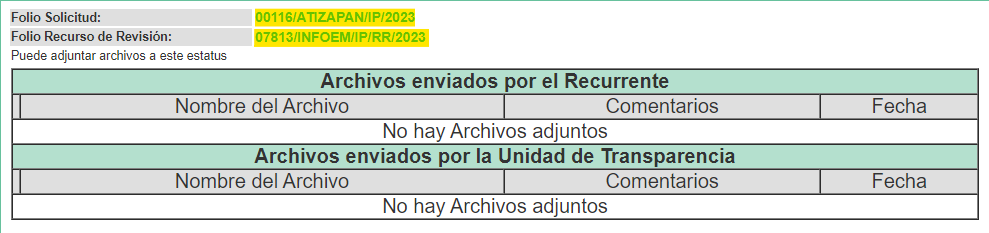 Folio Solicitud: 00116/ATIZAPAN/IP/2023
Folio Recurso de Revisión: 07813/INFOEM/IP/RR/2023
Puede adjuntar archivos a este estatus
Archivos enviados por el Recurrente
Nombre del Archivo Comentarios Fecha
No hay Archivos adjuntos
Archivos enviados por la Unidad de Transparencia
Nombre del Archivo Comentarios Fecha
No hay Archivos adjuntos